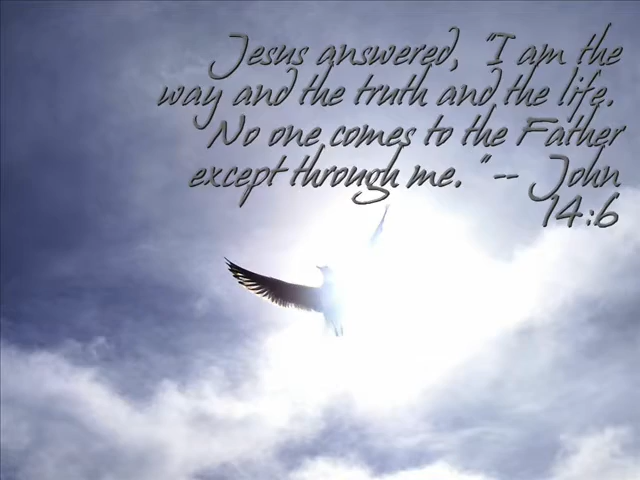 Jesus answered, "I am the
way and the truth and the life.
No one comes to the Father
except through me." -- John
14:6